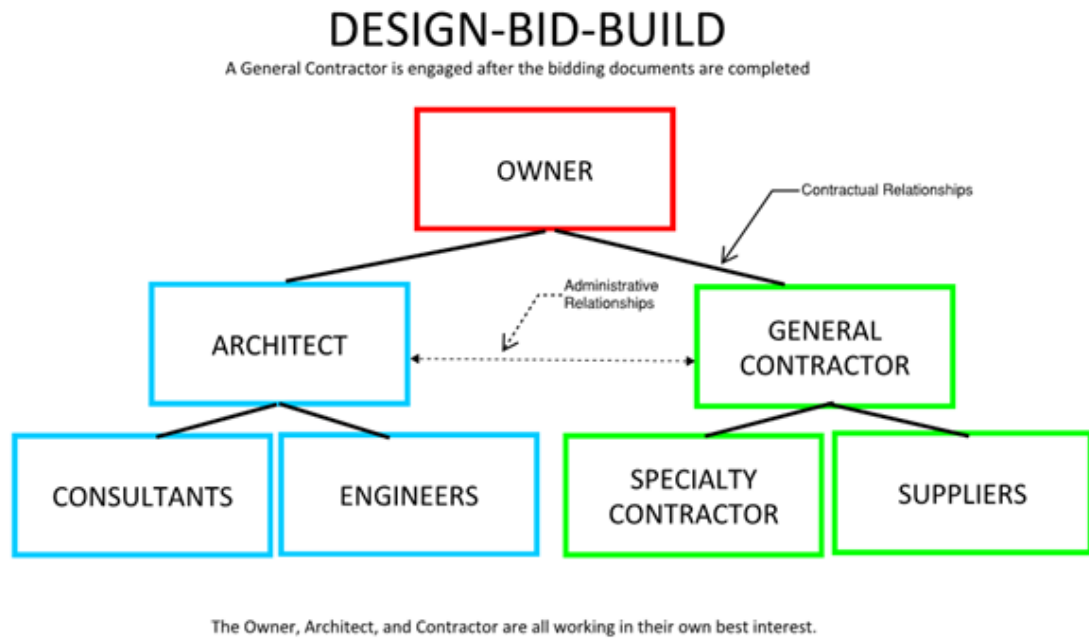 DESIGN-BID-BUILD
A General Contractor is engaged after the bidding documents are completed
OWNER
Contractual Relationships
Administrative
Relationships
ARCHITECT
GENERAL
CONTRACTOR
CONSULTANTS
ENGINEERS
SPECIALTY
CONTRACTOR
SUPPLIERS
The Owner, Architect, and Contractor are all working in their own best interest.